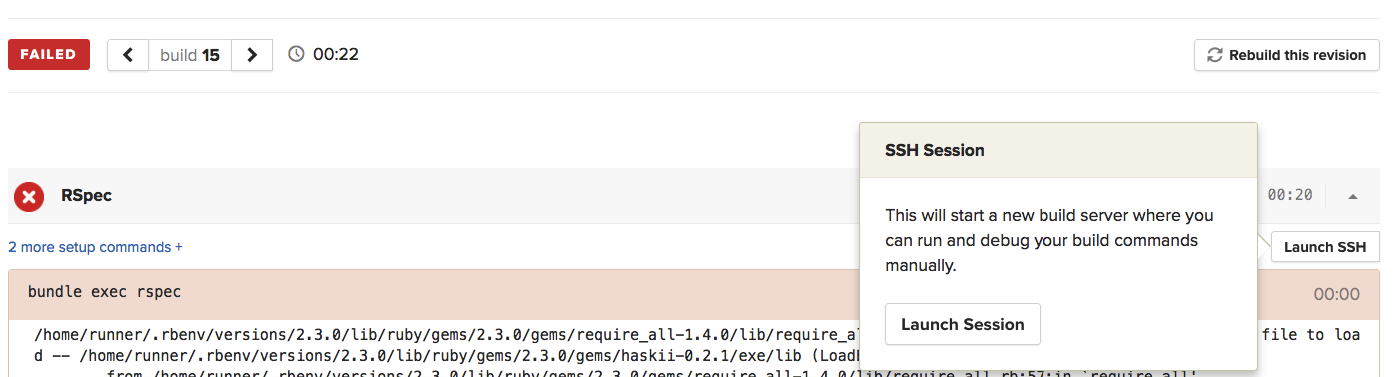 FAILED
build 15
00:22
Rebuild this revision
SSH Session
RSpec
00:20
This will start a new build server where you
can run and debug your build commands
manually.
2 more setup commands +
Launch SSH
bundle exec rspec
00:00
Launch Session
/home/runner/.rbenv/versions/2.3.0/lib/ruby/gems/2.3.0/gems/require_all-1.4.0/lib/require_al file to loa
d -- /home/runner/.rbenv/versions/2.3.0/lib/ruby/gems/2.3.0/gems/haskii-0.2.1/exe/lib (Load
from /home/runner/.rbenv/versions/2.3.0/lib/ruby/gems/2.3.0/gems/require_all-1.4.0/lib/require_all.rb:57:in `require_all'